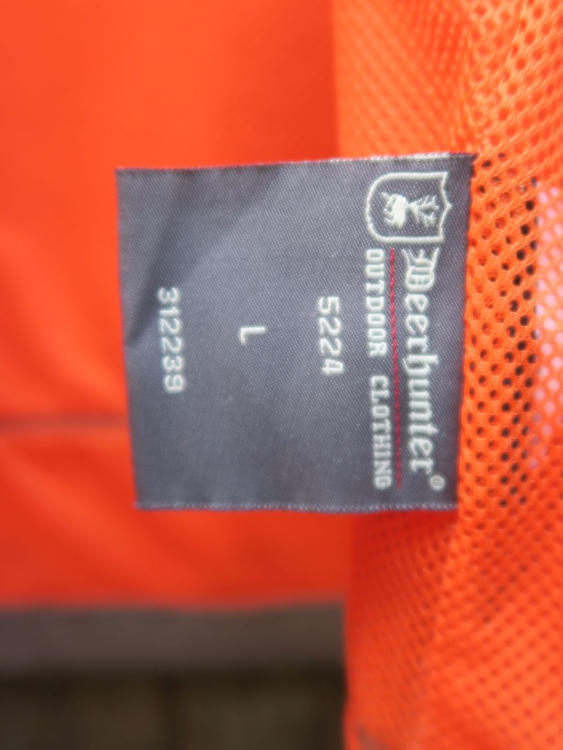 Deerhunter®
OUTDOOR CLOTHING
5224
L
312239